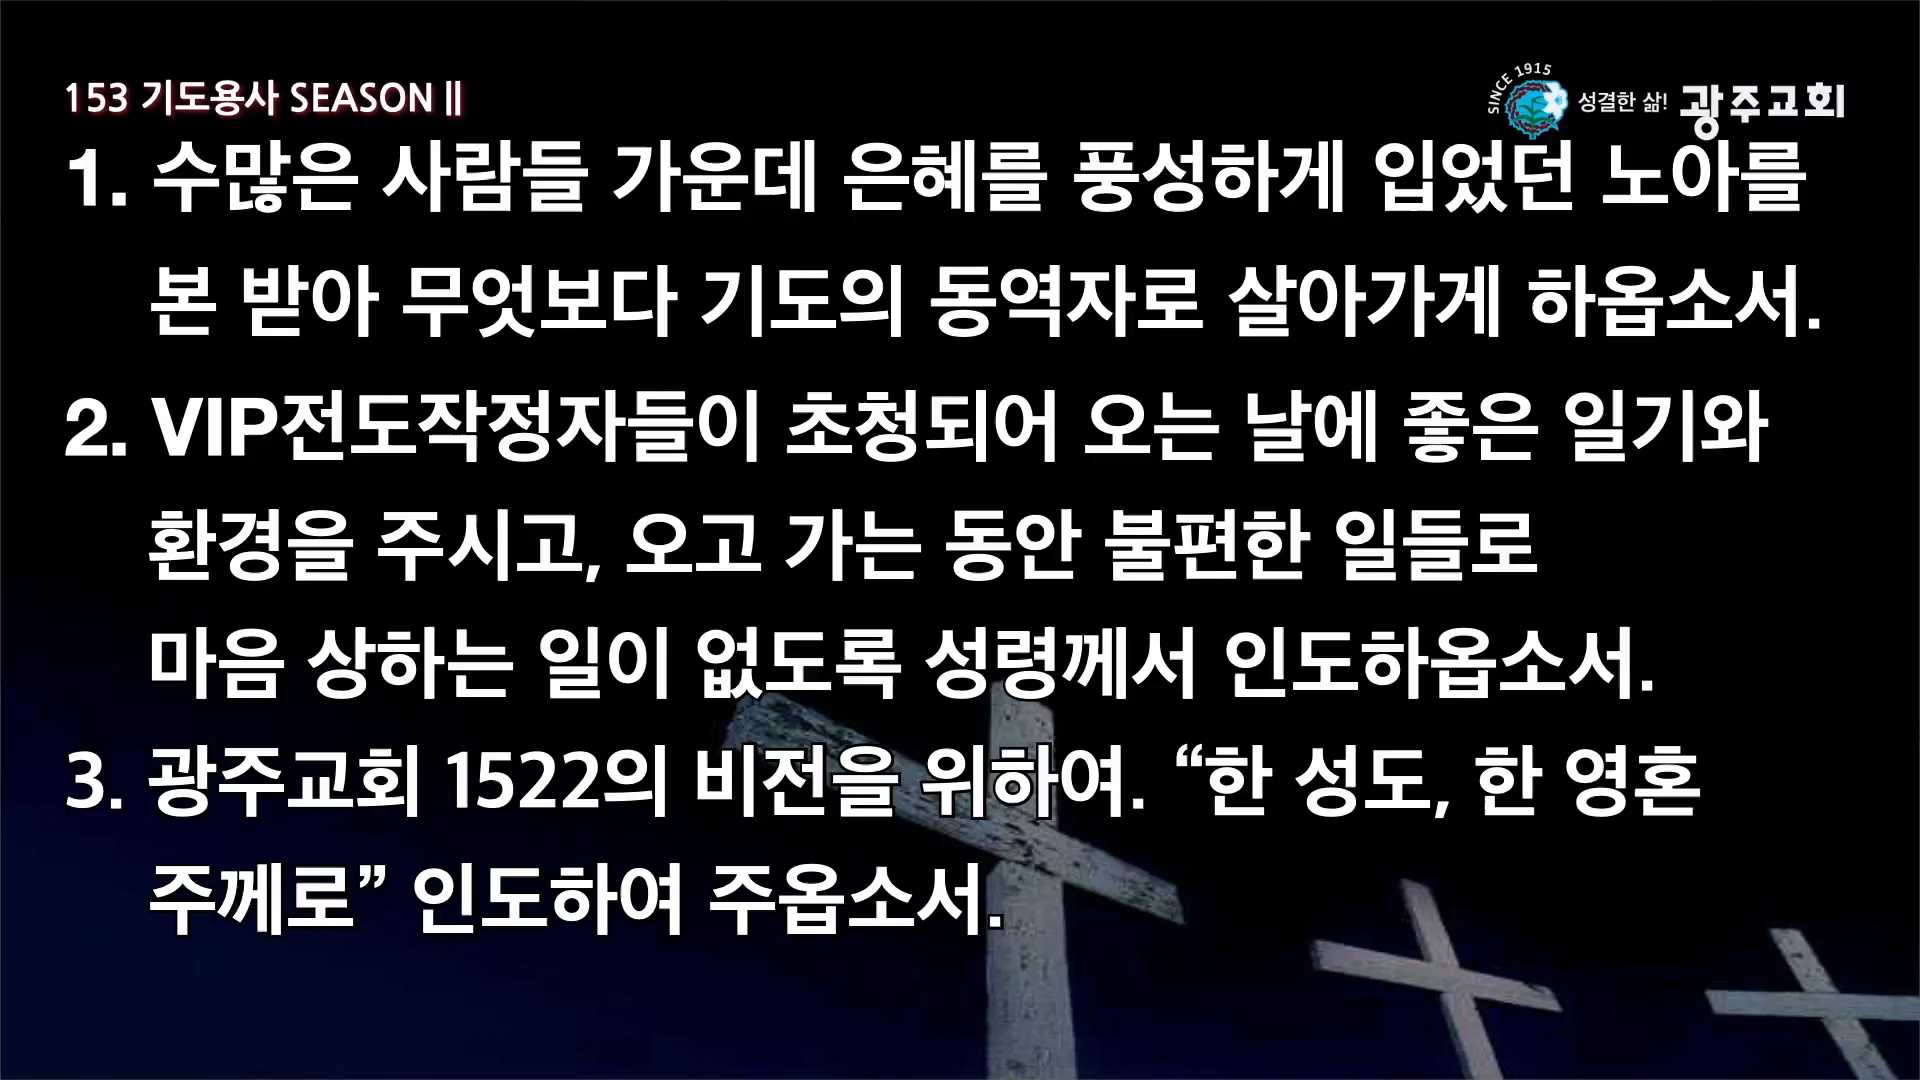 153 기도용사 SEASON II
SINCE 1915
성결한 삶! 광주교회
1. 수많은 사람들 가운데 은혜를 풍성하게 입었던 노아를
본 받아 무엇보다 기도의 동역자로 살아가게 하옵소서.
2. VIP전도작정자들이 초청되어 오는 날에 좋은 일기와
환경을 주시고, 오고 가는 동안 불편한 일들로
마음 상하는 일이 없도록 성령께서 인도하옵소서.
3. 광주교회 1522의 비전을 위하여. “한 성도, 한 영혼
주께로” 인도하여 주옵소서.